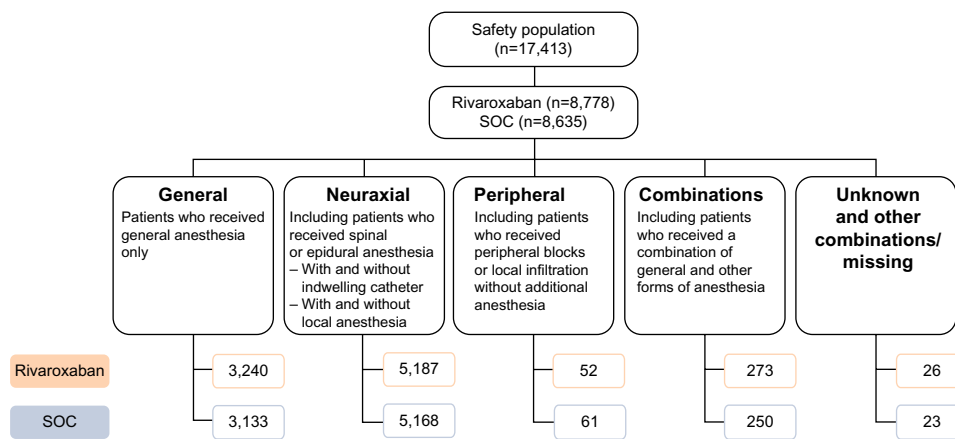 Safety population
(n=17,413)
Rivaroxaban (n=8,778)
SOC (n=8,635)
General
Patients who received
general anesthesia
only
Neuraxial
Including patients who
received spinal
or epidural anesthesia
– With and without
indwelling catheter
– With and without
local anesthesia
Peripheral
Including patients
who received
peripheral blocks
or local infiltration
without additional
anesthesia
Combinations
Including patients
who received a
combination of
general and other
forms of anesthesia
Unknown
and other
combinations/
missing
Rivaroxaban
3,240
5,187
52
273
26
SOC
3,133
5,168
61
250
23